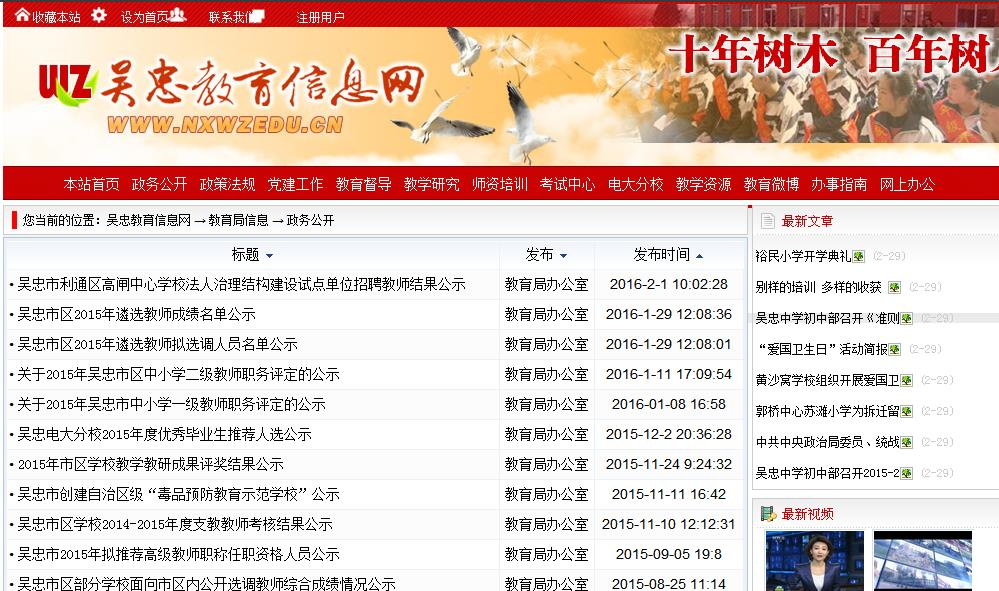 收藏本站 设为首页 联系我们 注册用户
十年树木 百年树人
吴忠教育信息网
WWW.NXWZEDU.CN
本站首页 政务公开 政策法规 党建工作 教育督导 教学研究 师资培训 考试中心 电大分校 教学资源 教育微博 办事指南 网上办公
您当前的位置：吴忠教育信息网→教育局信息→政务公开
标题 发布 发布时间
• 吴忠市利通区高闸中心学校法人治理结构建设试点单位招聘教师结果公示 教育局办公室 2016-2-1 10:02:28
• 吴忠市区2015年遴选教师成绩名单公示 教育局办公室 2016-1-29 12:08:36
• 吴忠市区2015年遴选教师拟选调人员名单公示 教育局办公室 2016-1-29 12:08:01
• 关于2015年吴忠市区中小学二级教师职务评定的公示 教育局办公室 2016-1-11 17:09:54
• 关于2015年吴忠市中小学一级教师职务评定的公示 教育局办公室 2016-01-08 16:58
• 吴忠电大分校2015年度优秀毕业生推荐人选公示 教育局办公室 2015-12-2 20:36:28
• 2015年市区学校教学教研成果评奖结果公示 教育局办公室 2015-11-24 9:24:32
• 吴忠市创建自治区级“毒品预防教育示范学校”公示 教育局办公室 2015-11-11 16:42
• 吴忠市区学校2014-2015年度支教教师考核结果公示 教育局办公室 2015-11-10 12:12:31
• 吴忠市2015年拟推荐高级教师职称任职资格人员公示 教育局办公室 2015-09-05 19:8
• 吴忠市区部分学校面向市区内公开选调教师综合成绩情况公示 教育局办公室 2015-08-25 11:14
最新文章
裕民小学开学典礼 (2-29)
别样的培训 多样的收获 (2-29)
吴忠中学初中部召开《准则 (2-29)
“爱国卫生日”活动简报 (2-29)
黄沙窝学校组织开展爱国卫 (2-29)
郭桥中心苏滩小学为拆迁留 (2-29)
中共中央政治局委员、统战 (2-29)
吴忠中学初中部召开2015-2 (2-29)
最新视频